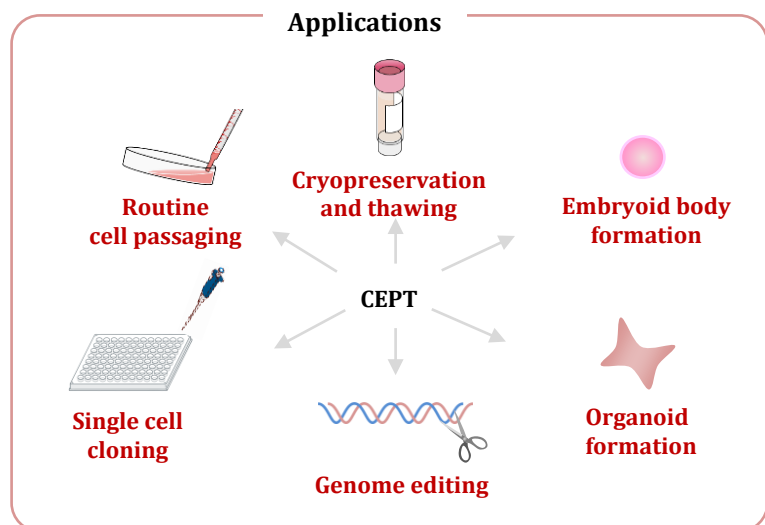 Applications
Cryopreservation
and thawing
Routine
cell passaging
Embryoid body
formation
CEPT
Single cell
cloning
Organoid
formation
Genome editing